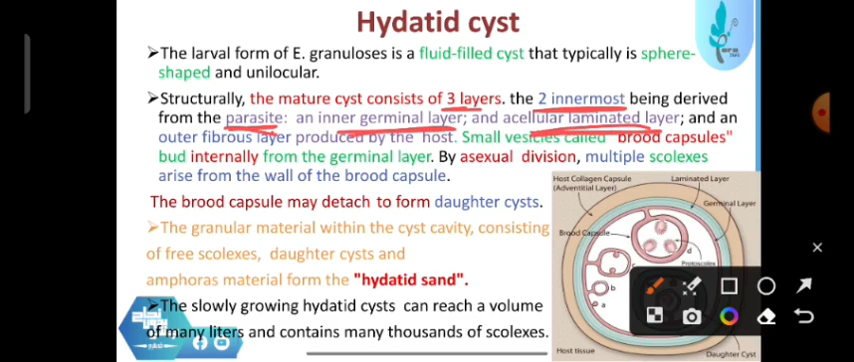 Hydatid cyst
➤The larval form of E. granuloses is a fluid-filled cyst that typically is sphere-
shaped and unilocular.
➤Structurally, the mature cyst consists of 3 layers. the 2 innermost being derived
from the parasite: an inner germinal layer; and acellular laminated layer; and an
outer fibrous layer produced by the host. Small vesicles called "brood capsules"
bud internally from the germinal layer. By asexual division, multiple scolexes
arise from the wall of the brood capsule.
The brood capsule may detach to form daughter cysts.
➤The granular material within the cyst cavity, consisting
of free scolexes, daughter cysts and
amphoras material form the "hydatid sand".
➤The slowly growing hydatid cysts can reach a volume
of many liters and contains many thousands of scolexes.
Host Collagen Capsule
(Adventitial Layer)
Laminated Layer
Germinal Layer
Brood Capsule
Protoscolex
a
b
c
d
Host tissue
Daughter Cyst